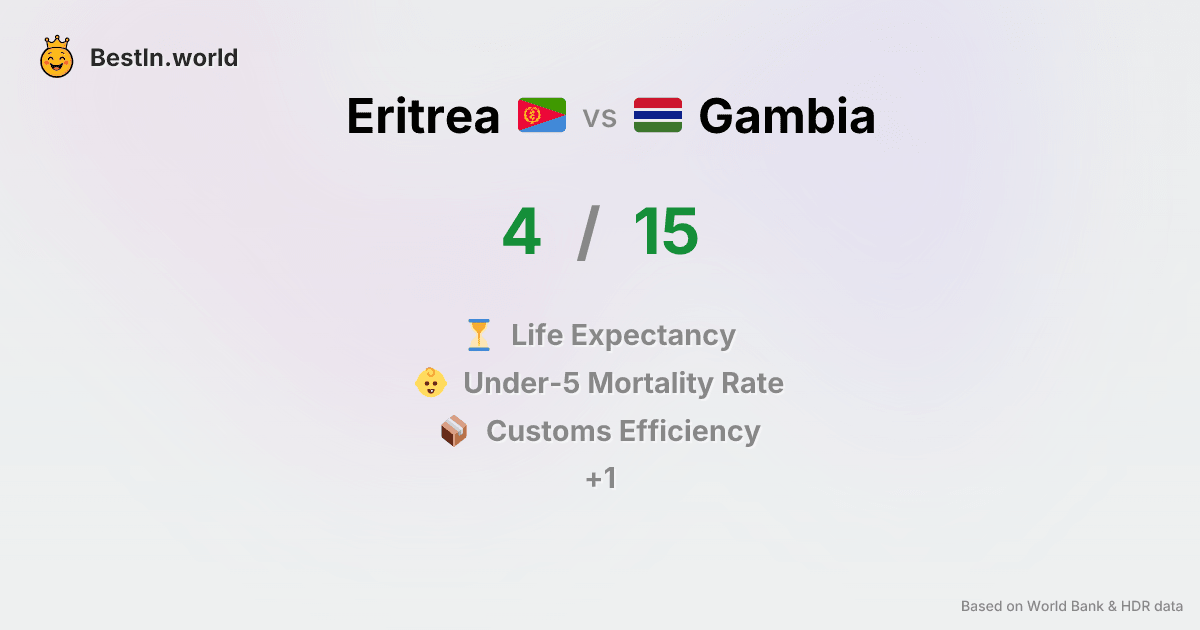 BestIn.world
Eritrea vs Gambia
4 / 15
Life Expectancy
Under-5 Mortality Rate
Customs Efficiency
+1
Based on World Bank & HDR data